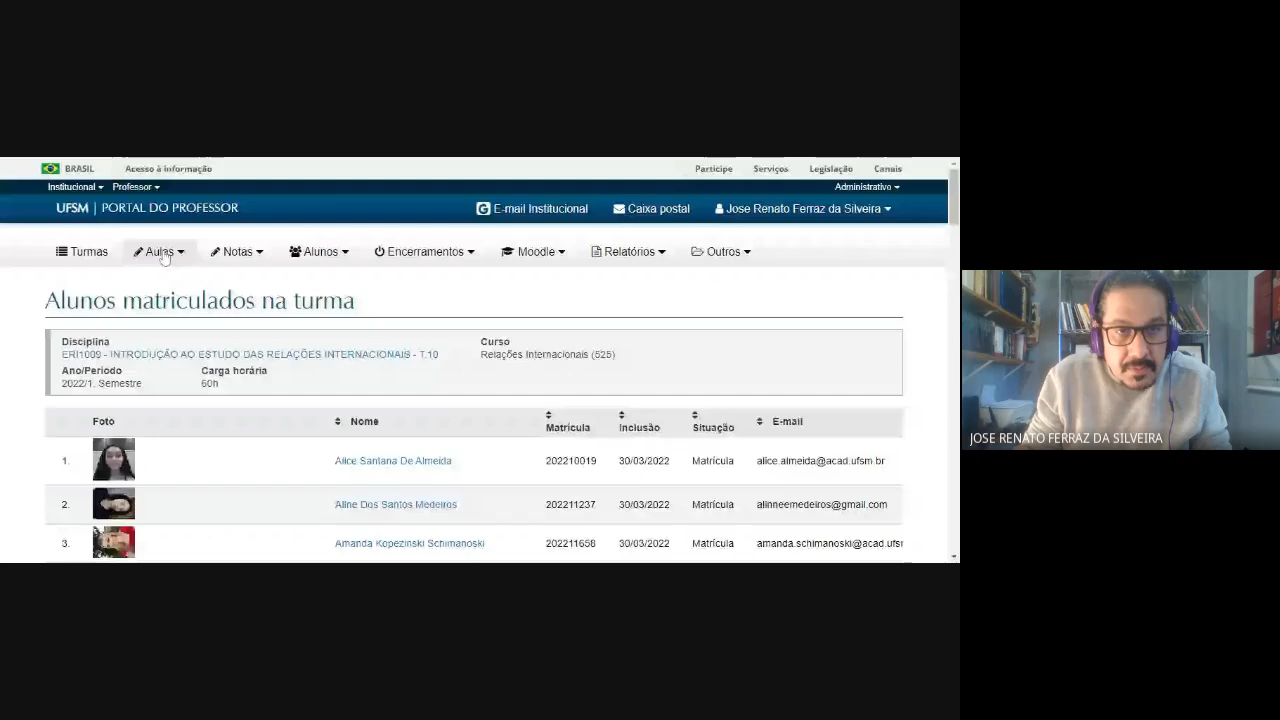 BRASIL Acesso à informação Participe Serviços Legislação Canais
Institucional Professor Administrativo
UFSM | PORTAL DO PROFESSOR E-mail Institucional Caixa postal Jose Renato Ferraz da Silveira
Turmas Aulas Notas Alunos Encerramentos Moodle Relatórios Outros
Alunos matriculados na turma
Disciplina Curso
ERI1009 - INTRODUÇÃO AO ESTUDO DAS RELAÇÕES INTERNACIONAIS - T.10 Relações Internacionais (525)
Ano/Período Carga horária
2022/1. Semestre 60h
Foto Nome Matrícula Inclusão Situação E-mail
1. Alice Santana De Almeida 202210019 30/03/2022 Matrícula alice.almeida@acad.ufsm.br
2. Aline Dos Santos Medeiros 202211237 30/03/2022 Matrícula alinneemedeiros@gmail.com
3. Amanda Kopezinski Schimanoski 202211658 30/03/2022 Matrícula amanda.schimanoski@acad.ufsr
JOSE RENATO FERRAZ DA SILVEIRA